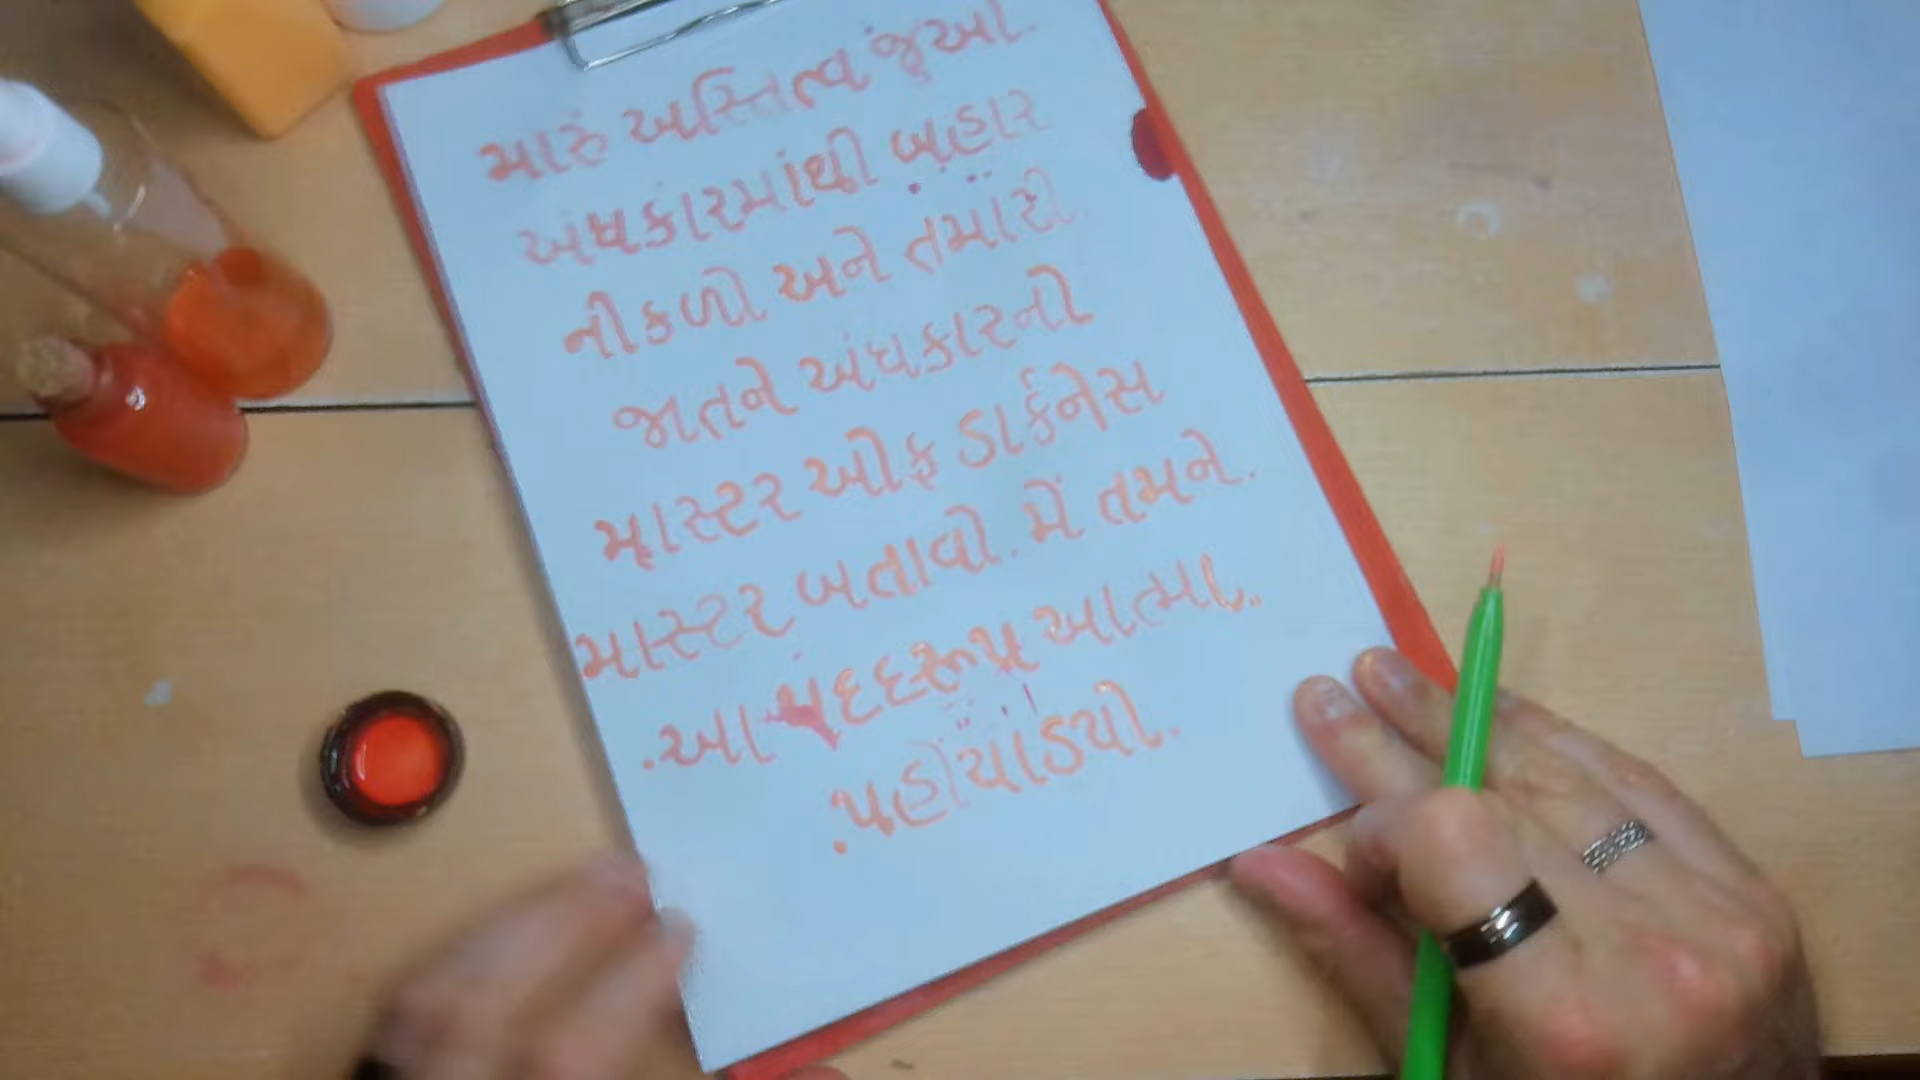 મારું અસ્તિત્વ જૂઓ.
અંધકારમાંથી બહાર
નીકળો અને તમારી
જાતને અંધકારનો
માસ્ટર ઓફ ડાર્કનેસ
માસ્ટર બતાવો. મેં તમને.
.આ આત્મા..
.પહોચાડયો.